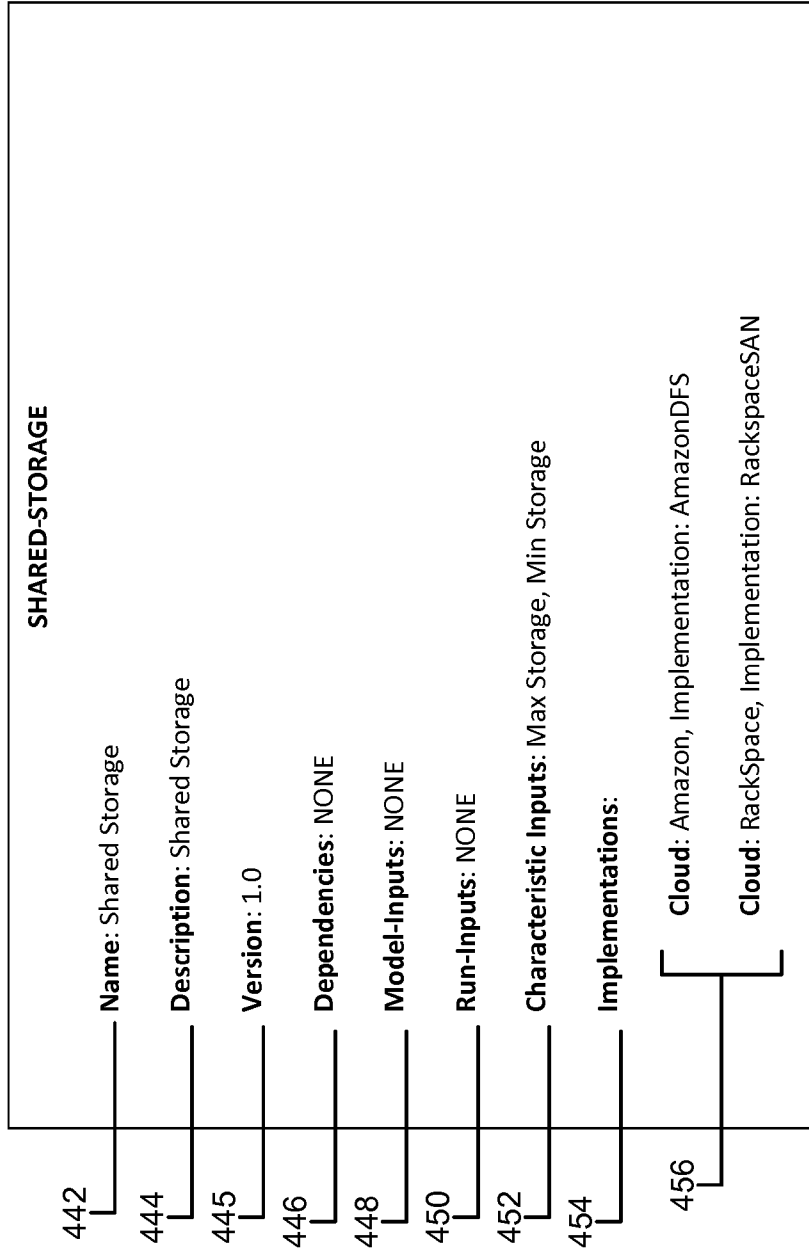 SHARED-STORAGE
442 Name: Shared Storage
444 Description: Shared Storage
445 Version: 1.0
446 Dependencies: NONE
448 Model-Inputs: NONE
450 Run-Inputs: NONE
452 Characteristic Inputs: Max Storage, Min Storage
454 Implementations:
456
Cloud: Amazon, Implementation: AmazonDFS
Cloud: RackSpace, Implementation: RackspaceSAN